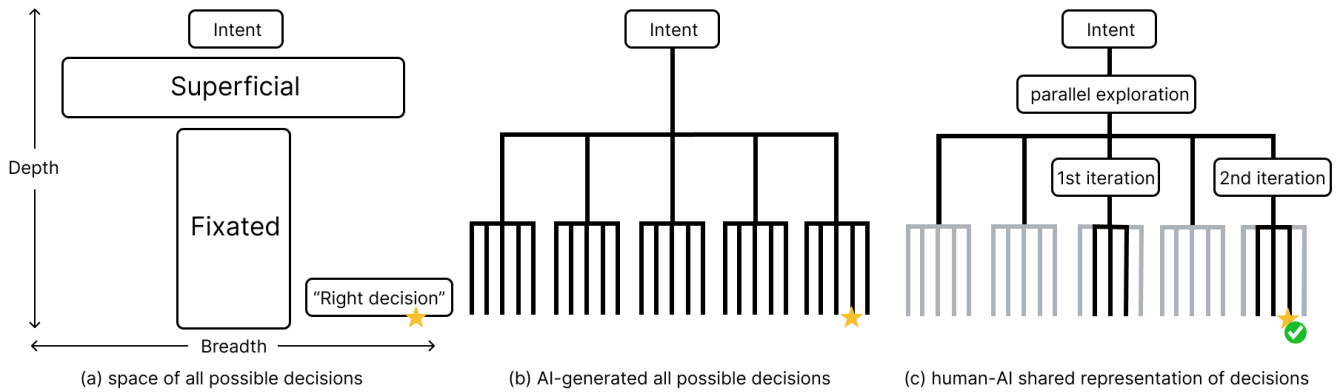 Intent
Superficial
Depth
Fixated
“Right decision”
Breadth
(a) space of all possible decisions
Intent
(b) AI-generated all possible decisions
Intent
parallel exploration
1st iteration
2nd iteration
(c) human-AI shared representation of decisions